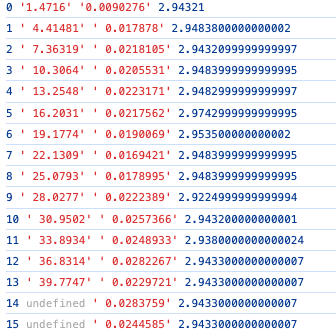 0 '1.4716' '0.0090276' 2.94321
1 ' 4.41481' ' 0.017878' 2.9483800000000002
2 ' 7.36319' ' 0.0218105' 2.9432099999999997
3 ' 10.3064' ' 0.0205531' 2.9483999999999995
4 ' 13.2548' ' 0.0223171' 2.9482999999999997
5 ' 16.2031' ' 0.0217562' 2.9742999999999995
6 ' 19.1774' ' 0.0190069' 2.953500000000002
7 ' 22.1309' ' 0.0169421' 2.9483999999999995
8 ' 25.0793' ' 0.0178995' 2.9483999999999995
9 ' 28.0277' ' 0.0222389' 2.9224999999999994
10 ' 30.9502' ' 0.0257366' 2.943200000000001
11 ' 33.8934' ' 0.0248933' 2.9380000000000024
12 ' 36.8314' ' 0.0282267' 2.9433000000000007
13 ' 39.7747' ' 0.0229721' 2.9433000000000007
14 undefined ' 0.0283759' 2.9433000000000007
15 undefined ' 0.0244585' 2.9433000000000007